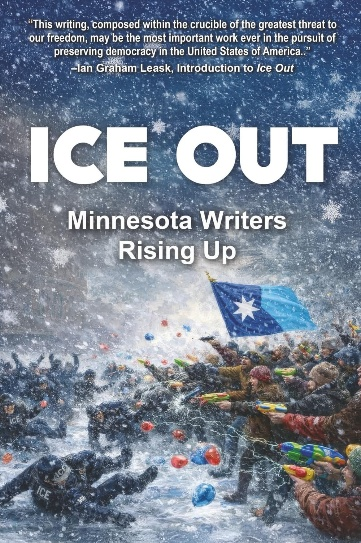 “This writing, composed within the crucible of the greatest threat to
our freedom, may be the most important work ever in the pursuit of
preserving democracy in the United States of America..”
–Ian Graham Leask, Introduction to Ice Out
ICE OUT
Minnesota Writers
Rising Up
ICE